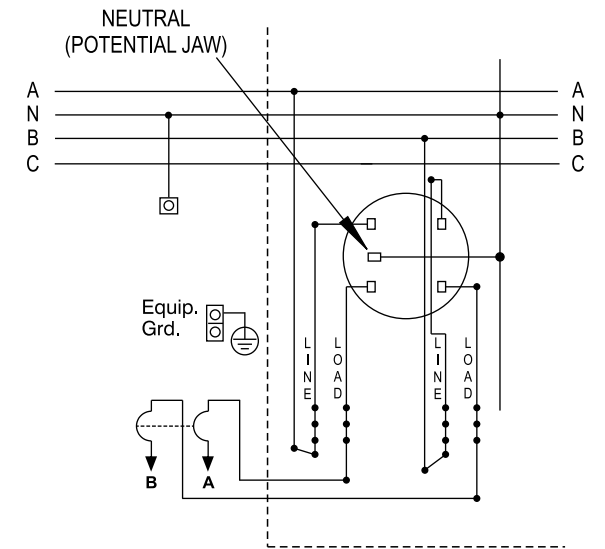 NEUTRAL
(POTENTIAL JAW)
A
A
N
N
B
B
C
C
Equip.
Grd.
LINE
LOAD
LINE
LOAD
B
A